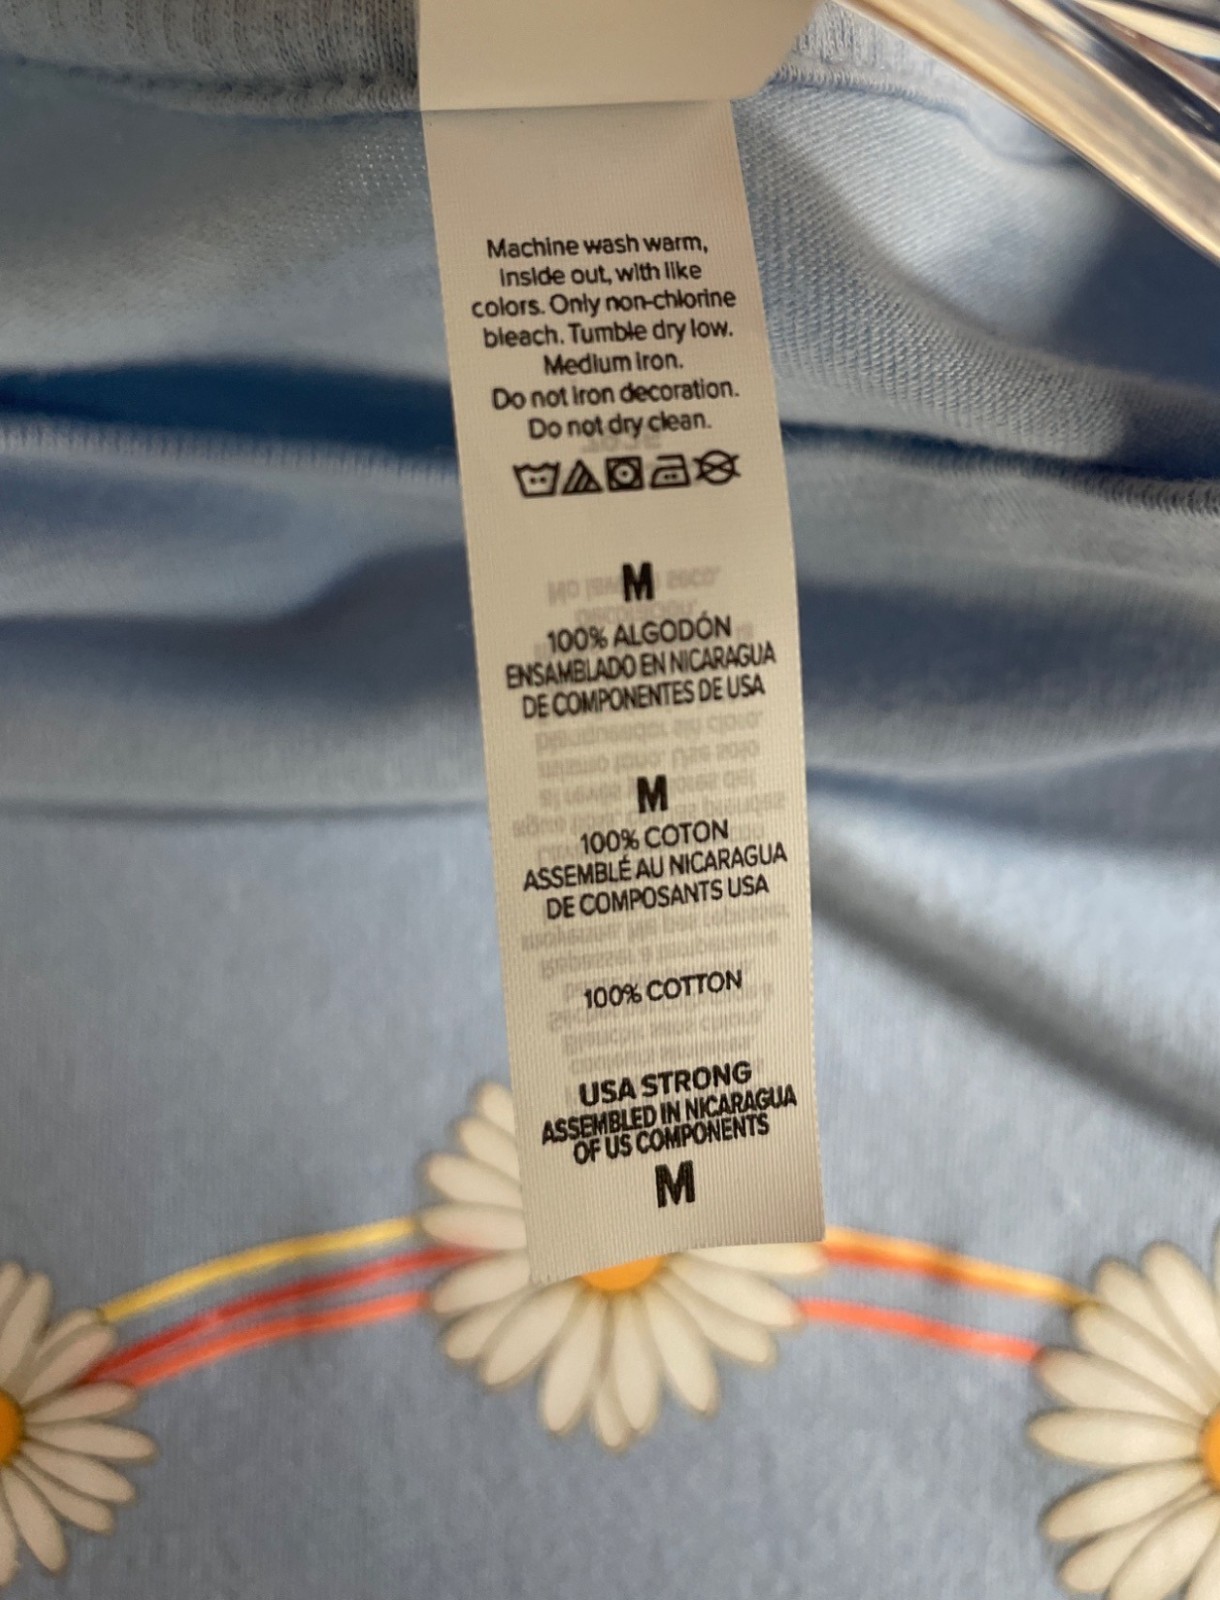 Machine wash warm,
inside out, with like
colors. Only non-chlorine
bleach. Tumble dry low.
Medium iron.
Do not iron decoration.
Do not dry clean.
M
100% ALGODÓN
ENSAMBLADO EN NICARAGUA
DE COMPONENTES DE USA
M
100% COTON
ASSEMBLÉ AU NICARAGUA
DE COMPOSANTS USA
100% COTTON
USA STRONG
ASSEMBLED IN NICARAGUA
OF US COMPONENTS
M